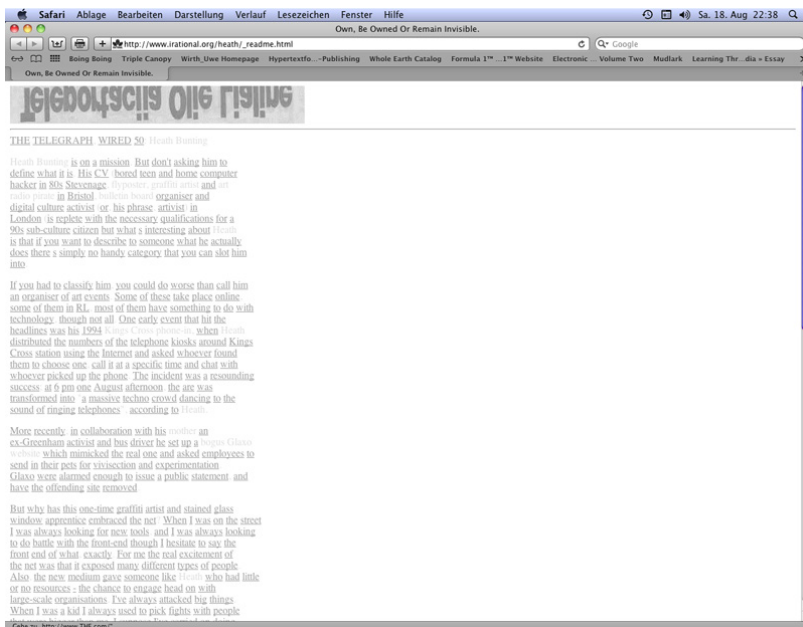 Safari Ablage Bearbeiten Darstellung Verlauf Lesezeichen Fenster Hilfe Sa. 18. Aug 22:38
Own, Be Owned Or Remain Invisible.
http://www.irational.org/heath/_readme.html Google
Boing Boing Triple Canopy Wirth_Uwe Homepage Hypertextfo...-Publishing Whole Earth Catalog Formula 1™ ...1™ Website Electronic ... Volume Two Mudlark Learning Thr...dia » Essay
Own, Be Owned Or Remain Invisible.
Teleportacija Olie Lialine
THE TELEGRAPH, WIRED 50: Heath Bunting
Heath Bunting is on a mission. But don't asking him to
define what it is. His CV (bored teen and home computer
hacker in 80s Stevenage, flyposter, graffiti artist and art
radio pirate in Bristol, bulletin board organiser and
digital culture activist (or, his phrase, artivist) in
London) is replete with the necessary qualifications for a
90s sub-culture citizen but what s interesting about Heath
is that if you want to describe to someone what he actually
does there s simply no handy category that you can slot him
into.
If you had to classify him, you could do worse than call him
an organiser of art events. Some of these take place online,
some of them in RL, most of them have something to do with
technology, though not all. One early event that hit the
headlines was his 1994 Kings Cross phone-in, when Heath
distributed the numbers of the telephone kiosks around Kings
Cross station using the Internet and asked whoever found
them to choose one, call it at a specific time and chat with
whoever picked up the phone. The incident was a resounding
success: at 6 pm one August afternoon, the are was
transformed into "a massive techno crowd dancing to the
sound of ringing telephones", according to Heath.
More recently, in collaboration with his mother an
ex-Greenham activist and bus driver he set up a bogus Glaxo
website which mimicked the real one and asked employees to
send in their pets for vivisection and experimentation.
Glaxo were alarmed enough to issue a public statement, and
have the offending site removed.
But why has this one-time graffiti artist and stained glass
window apprentice embraced the net? When I was on the street
I was always looking for new tools, and I was always looking
to do battle with the front-end though I hesitate to say the
front end of what, exactly. For me the real excitement of
the net was that it exposed many different types of people.
Also, the new medium gave someone like Heath who had little
or no resources - the chance to engage head on with
large-scale organisations. I've always attacked big things.
When I was a kid I always used to pick fights with people
Gehe zu „http://www.THE.com/"